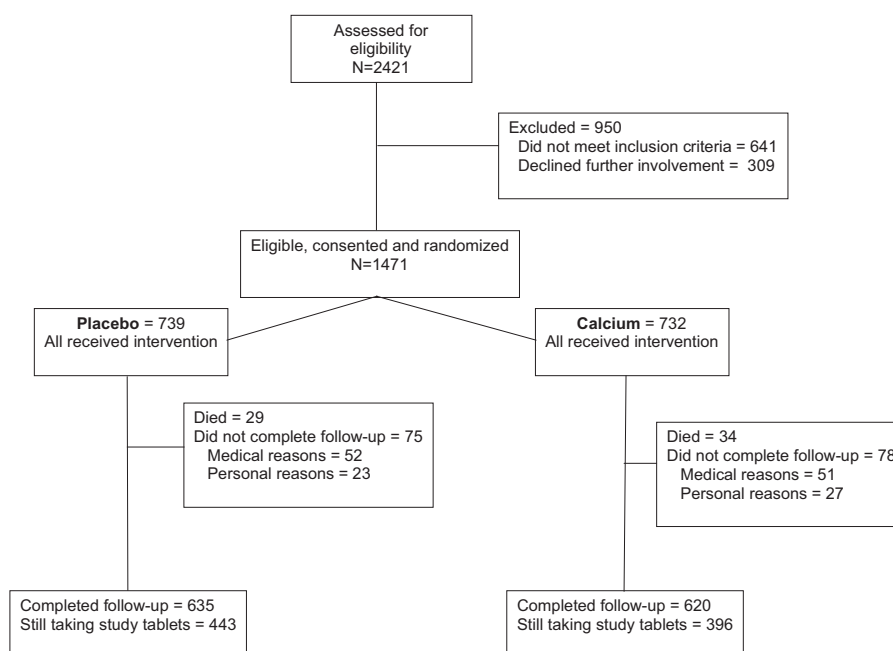 Assessed for
eligibility
N=2421
Excluded = 950
Did not meet inclusion criteria = 641
Declined further involvement =  309
Eligible, consented and randomized
N=1471
Placebo = 739
All received intervention
Calcium = 732
All received intervention
Died = 29
Did not complete follow-up = 75
Medical reasons = 52
Personal reasons = 23
Died = 34
Did not complete follow-up = 78
Medical reasons = 51
Personal reasons = 27
Completed follow-up = 635
Still taking study tablets = 443
Completed follow-up = 620
Still taking study tablets = 396